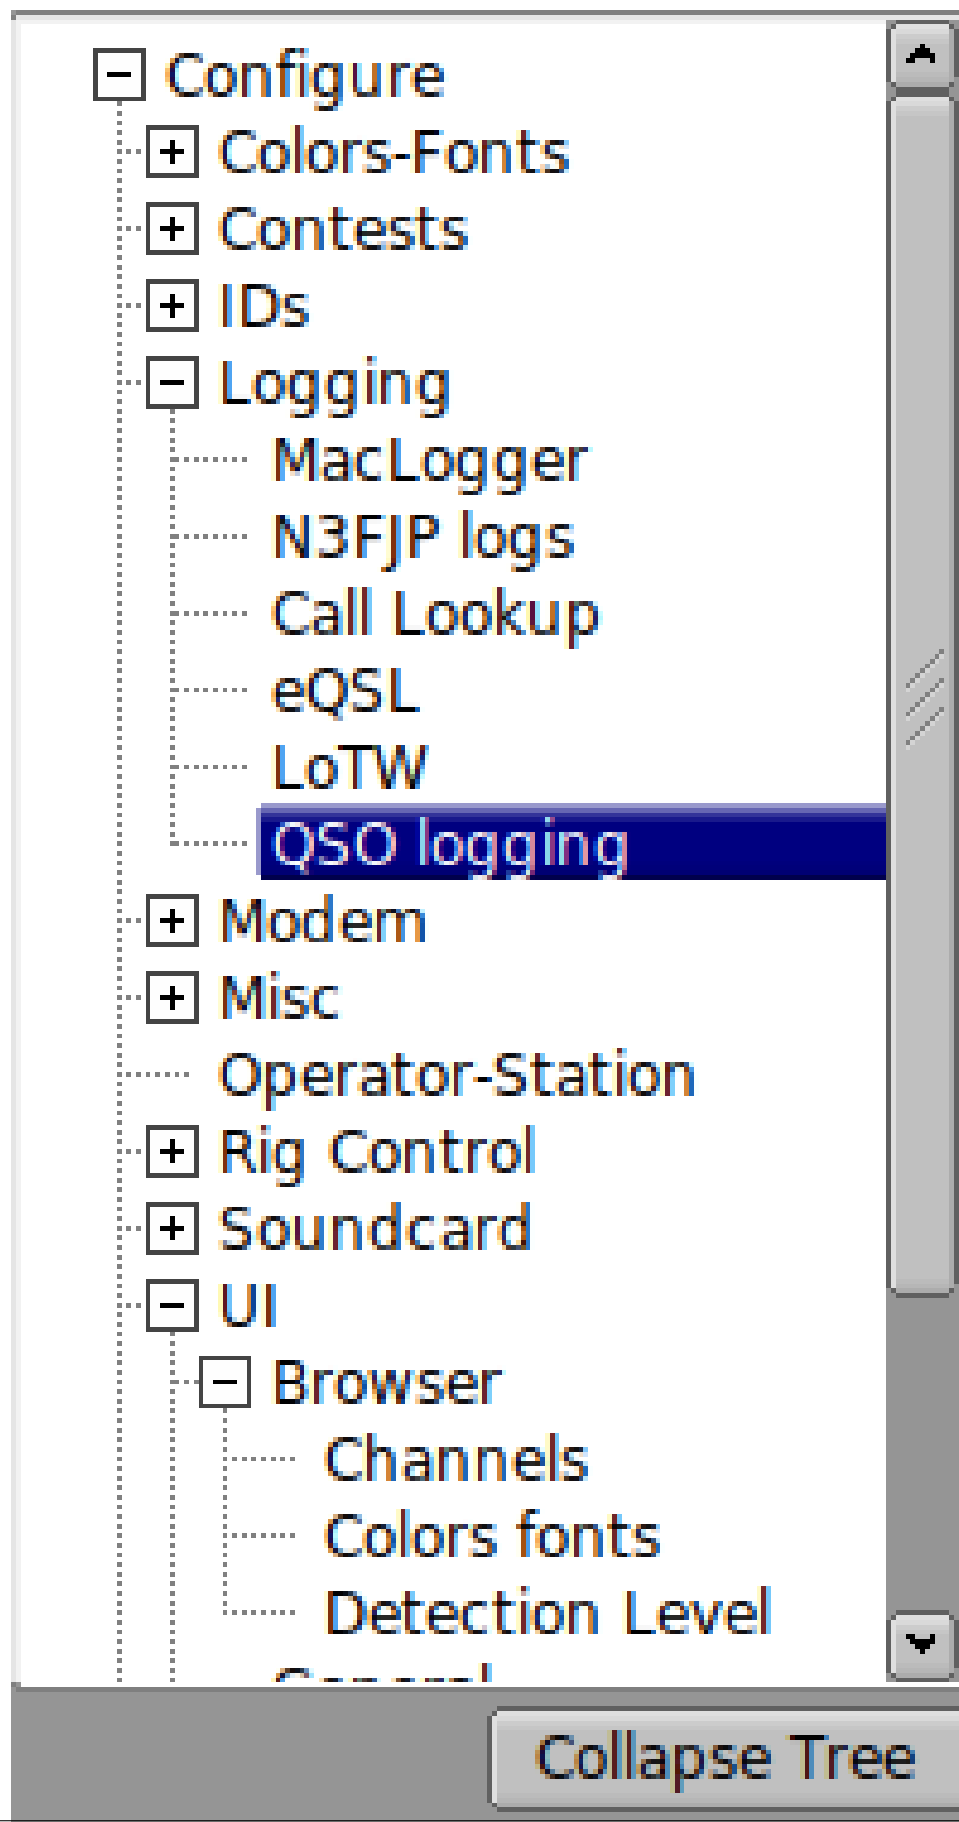 Configure
Colors-Fonts
Contests
IDs
Logging
MacLogger
N3FJP logs
Call Lookup
eQSL
LoTW
QSO logging
Modem
Misc
Operator-Station
Rig Control
Soundcard
UI
Browser
Channels
Colors fonts
Detection Level
General
Collapse Tree